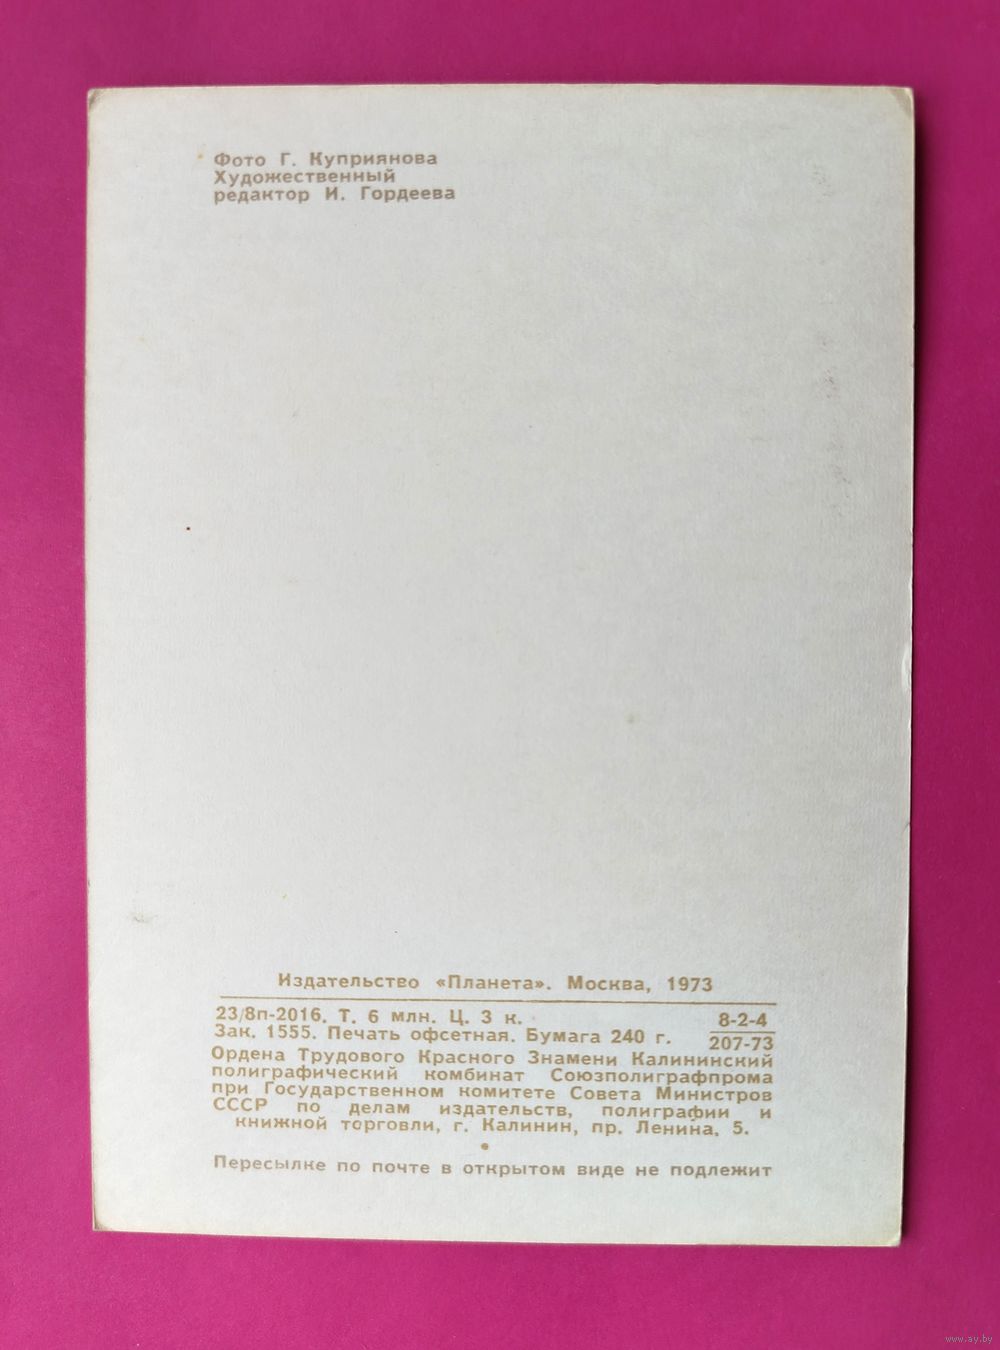 Фото Г. Куприянова
Художественный
редактор И. Гордеева
Издательство «Планета». Москва, 1973
23/8п-2016. Т. 6 млн. Ц. 3 к. 8-2-4
Зак. 1555. Печать офсетная. Бумага 240 г. 207-73
Ордена Трудового Красного Знамени Калининский
полиграфический комбинат Союзполиграфпрома
при Государственном комитете Совета Министров
СССР по делам издательств, полиграфии и
книжной торговли, г. Калинин, пр. Ленина, 5.
•
Пересылке по почте в открытом виде не подлежит
www.ay.by